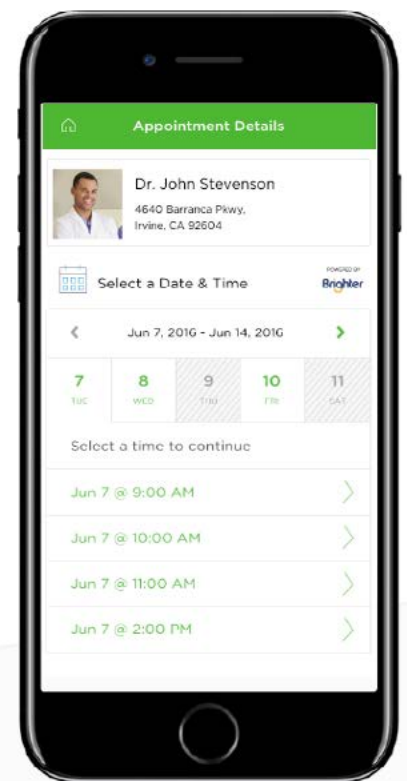 Appointment Details
Dr. John Stevenson
4640 Barranca Pkwy,
Irvine, CA 92604
Select a Date & Time
POWERED BY
Brighter
Jun 7, 2016 - Jun 14, 2016
7 8 9 10 11
TUE WED THU FRI SAT
Select a time to continue
Jun 7 @ 9:00 AM
Jun 7 @ 10:00 AM
Jun 7 @ 11:00 AM
Jun 7 @ 2:00 PM